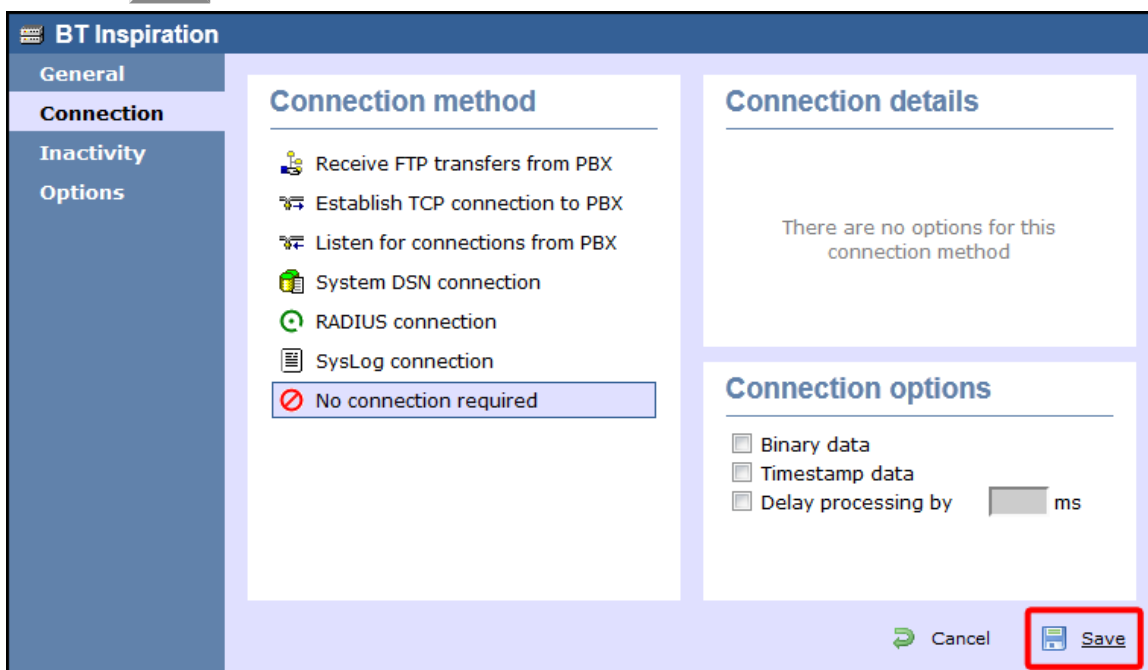 BT Inspiration
General
Connection
Inactivity
Options
Connection method
Receive FTP transfers from PBX
Establish TCP connection to PBX
Listen for connections from PBX
System DSN connection
RADIUS connection
SysLog connection
No connection required
Connection details
There are no options for this
connection method
Connection options
Binary data
Timestamp data
Delay processing by ms
Cancel Save